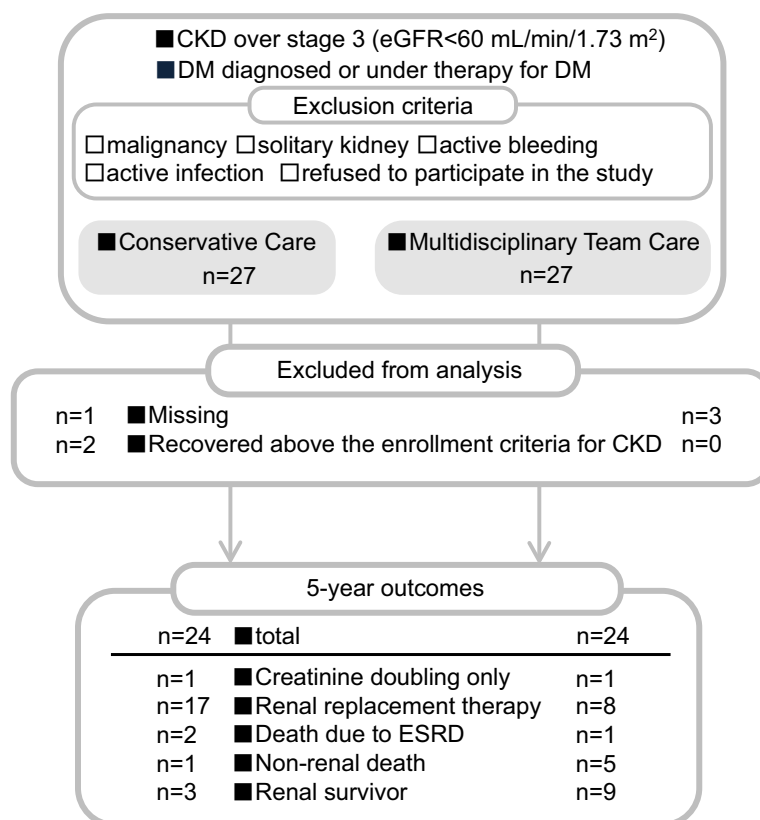 ■CKD over stage 3 (eGFR<60 mL/min/1.73 m²)
■DM diagnosed or under therapy for DM
Exclusion criteria
□malignancy □solitary kidney □active bleeding
□active infection □refused to participate in the study
■Conservative Care ■Multidisciplinary Team Care
n=27 n=27
Excluded from analysis
n=1 ■Missing n=3
n=2 ■Recovered above the enrollment criteria for CKD n=0
5-year outcomes
n=24 ■total n=24
n=1 ■Creatinine doubling only n=1
n=17 ■Renal replacement therapy n=8
n=2 ■Death due to ESRD n=1
n=1 ■Non-renal death n=5
n=3 ■Renal survivor n=9